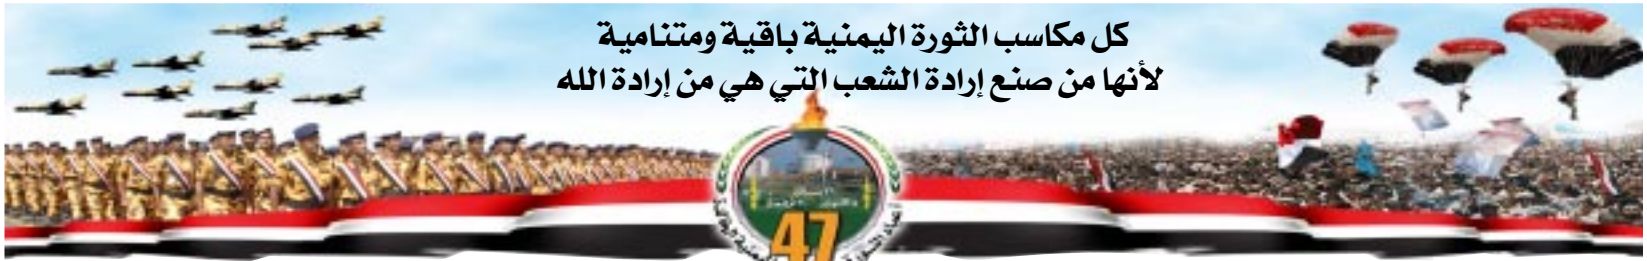 كل مكاسب الثورة اليمنية باقية ومتنامية
لأنها من صنع إرادة الشعب التي هي من إرادة الله
47